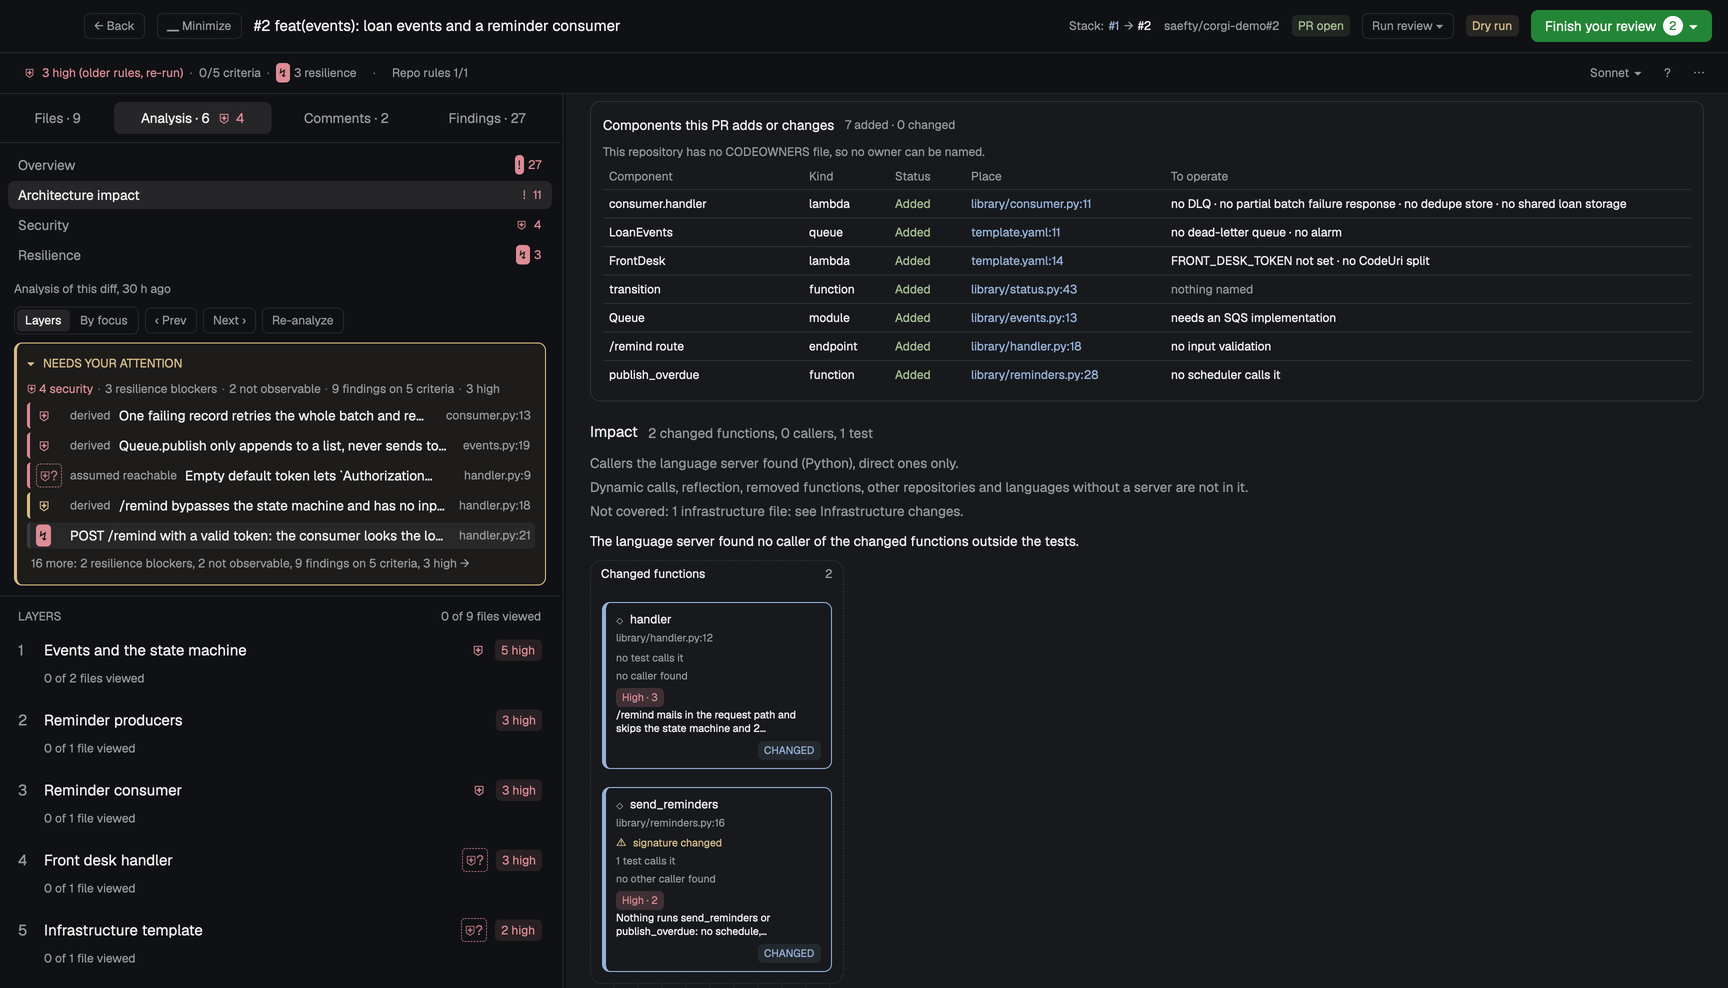 ← Back
Minimize
#2 feat(events): loan events and a reminder consumer
Stack: #1 → #2
saefty/corgi-demo#2
PR open
Run review
Dry run
Finish your review 2
3 high (older rules, re-run) · 0/5 criteria · 3 resilience · Repo rules 1/1
Sonnet
?
...
Files · 9
Analysis · 6 4
Comments · 2
Findings · 27
Overview ! 27
Architecture impact ! 11
Security 4
Resilience 3
Analysis of this diff, 30 h ago
Layers
By focus
‹ Prev
Next ›
Re-analyze
NEEDS YOUR ATTENTION
4 security · 3 resilience blockers · 2 not observable · 9 findings on 5 criteria · 3 high
derived One failing record retries the whole batch and re... consumer.py:13
derived Queue.publish only appends to a list, never sends to... events.py:19
? assumed reachable Empty default token lets `Authorization... handler.py:9
derived /remind bypasses the state machine and has no inp... handler.py:18
POST /remind with a valid token: the consumer looks the lo... handler.py:21
16 more: 2 resilience blockers, 2 not observable, 9 findings on 5 criteria, 3 high →
LAYERS
0 of 9 files viewed
1 Events and the state machine 5 high
0 of 2 files viewed
2 Reminder producers 3 high
0 of 1 file viewed
3 Reminder consumer 3 high
0 of 1 file viewed
4 Front desk handler ? 3 high
0 of 1 file viewed
5 Infrastructure template ? 2 high
0 of 1 file viewed
Components this PR adds or changes 7 added · 0 changed
This repository has no CODEOWNERS file, so no owner can be named.
Component Kind Status Place To operate
consumer.handler lambda Added library/consumer.py:11 no DLQ · no partial batch failure response · no dedupe store · no shared loan storage
LoanEvents queue Added template.yaml:11 no dead-letter queue · no alarm
FrontDesk lambda Added template.yaml:14 FRONT_DESK_TOKEN not set · no CodeUri split
transition function Added library/status.py:43 nothing named
Queue module Added library/events.py:13 needs an SQS implementation
/remind route endpoint Added library/handler.py:18 no input validation
publish_overdue function Added library/reminders.py:28 no scheduler calls it
Impact 2 changed functions, 0 callers, 1 test
Callers the language server found (Python), direct ones only.
Dynamic calls, reflection, removed functions, other repositories and languages without a server are not in it.
Not covered: 1 infrastructure file: see Infrastructure changes.
The language server found no caller of the changed functions outside the tests.
Changed functions 2
handler
library/handler.py:12
no test calls it
no caller found
High · 3
/remind mails in the request path and
skips the state machine and 2...
CHANGED
send_reminders
library/reminders.py:16
signature changed
1 test calls it
no other caller found
High · 2
Nothing runs send_reminders or
publish_overdue: no schedule,...
CHANGED